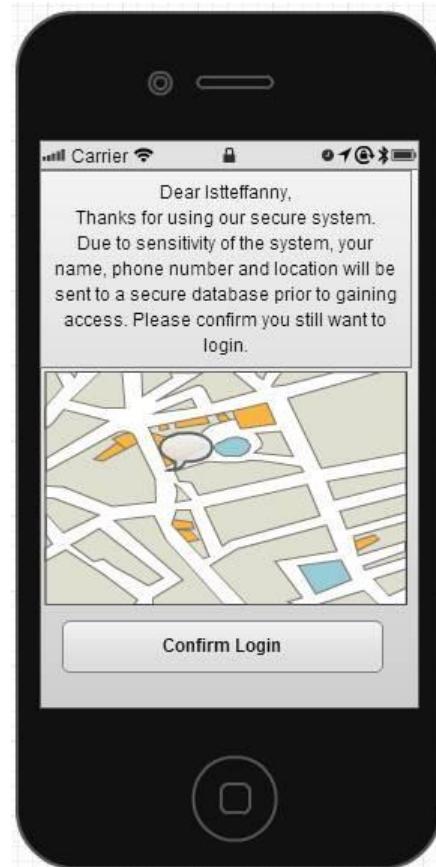 Carrier
Dear Istteffanny,
Thanks for using our secure system.
Due to sensitivity of the system, your
name, phone number and location will be
sent to a secure database prior to gaining
access. Please confirm you still want to
login.
Confirm Login